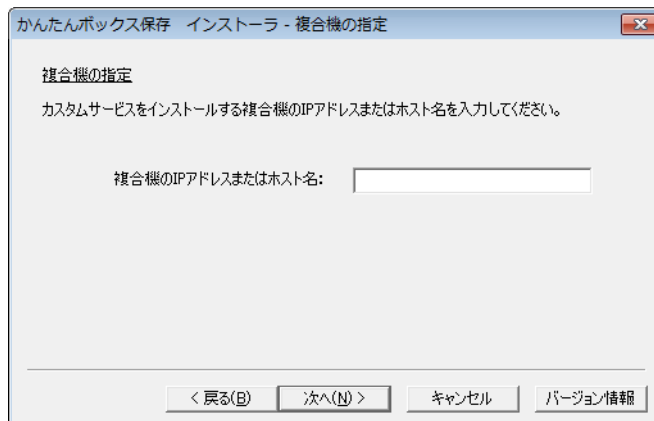 かんたんボックス保存　インストーラ - 複合機の指定
複合機の指定
カスタムサービスをインストールする複合機のIPアドレスまたはホスト名を入力してください。
複合機のIPアドレスまたはホスト名:
< 戻る(B)
次へ(N) >
キャンセル
バージョン情報